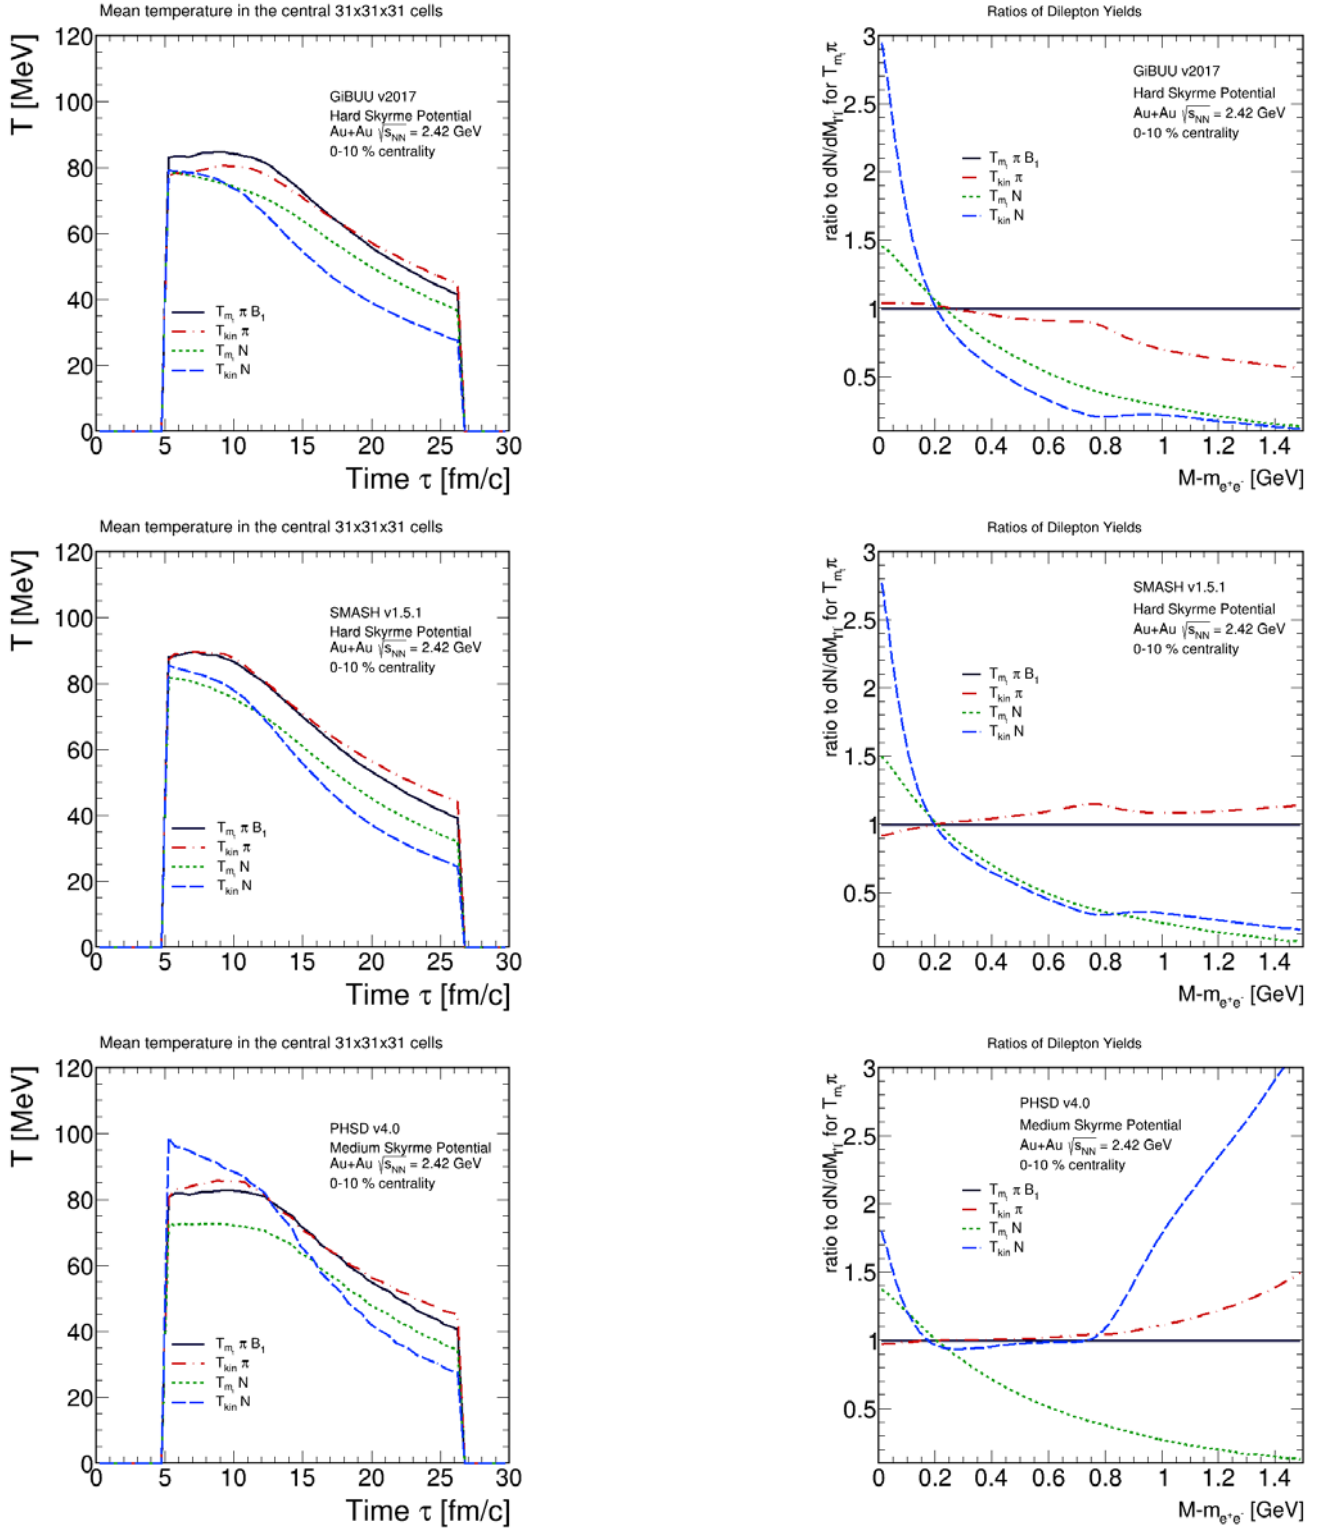 Mean temperature in the central 31x31x31 cells
T [MeV]
120
100
80
60
40
20
0
GiBUU v2017
Hard Skyrme Potential
Au+Au √sNN = 2.42 GeV
0-10 % centrality
Tmt π B1
Tkin π
Tmt N
Tkin N
0 5 10 15 20 25 30
Time τ [fm/c]
Ratios of Dilepton Yields
ratio to dN/dMl+l- for Tmt π
3
2.5
2
1.5
1
0.5
GiBUU v2017
Hard Skyrme Potential
Au+Au √sNN = 2.42 GeV
0-10 % centrality
Tmt π B1
Tkin π
Tmt N
Tkin N
0 0.2 0.4 0.6 0.8 1 1.2 1.4
M-me+e- [GeV]
Mean temperature in the central 31x31x31 cells
T [MeV]
120
100
80
60
40
20
0
SMASH v1.5.1
Hard Skyrme Potential
Au+Au √sNN = 2.42 GeV
0-10 % centrality
Tmt π B1
Tkin π
Tmt N
Tkin N
0 5 10 15 20 25 30
Time τ [fm/c]
Ratios of Dilepton Yields
ratio to dN/dMl+l- for Tmt π
3
2.5
2
1.5
1
0.5
SMASH v1.5.1
Hard Skyrme Potential
Au+Au √sNN = 2.42 GeV
0-10 % centrality
Tmt π B1
Tkin π
Tmt N
Tkin N
0 0.2 0.4 0.6 0.8 1 1.2 1.4
M-me+e- [GeV]
Mean temperature in the central 31x31x31 cells
T [MeV]
120
100
80
60
40
20
0
PHSD v4.0
Medium Skyrme Potential
Au+Au √sNN = 2.42 GeV
0-10 % centrality
Tmt π B1
Tkin π
Tmt N
Tkin N
0 5 10 15 20 25 30
Time τ [fm/c]
Ratios of Dilepton Yields
ratio to dN/dMl+l- for Tmt π
3
2.5
2
1.5
1
0.5
PHSD v4.0
Medium Skyrme Potential
Au+Au √sNN = 2.42 GeV
0-10 % centrality
Tmt π B1
Tkin π
Tmt N
Tkin N
0 0.2 0.4 0.6 0.8 1 1.2 1.4
M-me+e- [GeV]